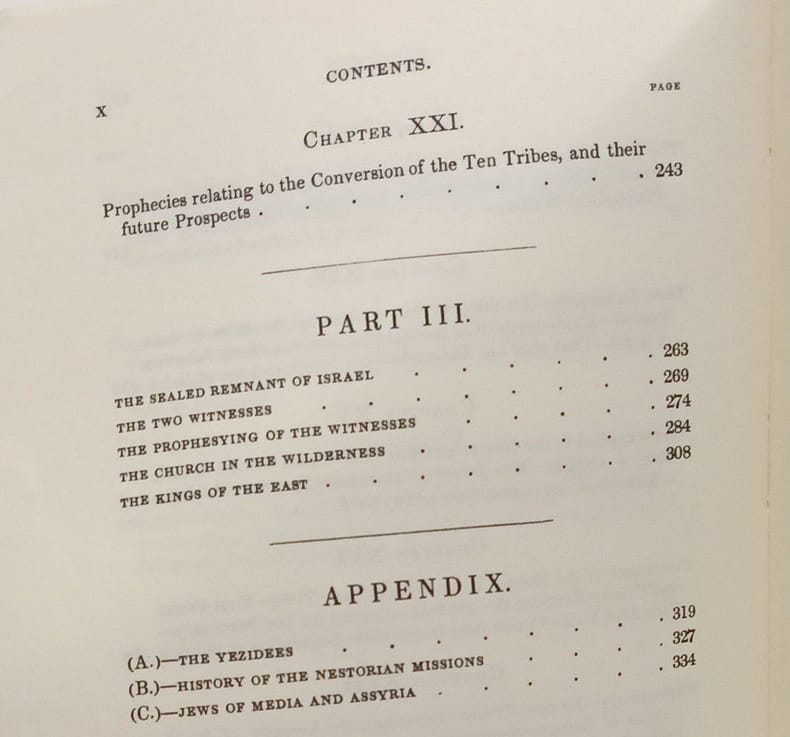 CONTENTS.
X
PAGE
CHAPTER XXI.
Prophecies relating to the Conversion of the Ten Tribes, and their
future Prospects . . . . . . . . . 243
PART III.
THE SEALED REMNANT OF ISRAEL . . . . . . 263
THE TWO WITNESSES . . . . . . . . 269
THE PROPHESYING OF THE WITNESSES . . . . . 274
THE CHURCH IN THE WILDERNESS . . . . . . 284
THE KINGS OF THE EAST . . . . . . . . 308
APPENDIX.
(A.)—THE YEZIDEES . . . . . . . . 319
(B.)—HISTORY OF THE NESTORIAN MISSIONS . . . . 327
(C.)—JEWS OF MEDIA AND ASSYRIA . . . . . . 334